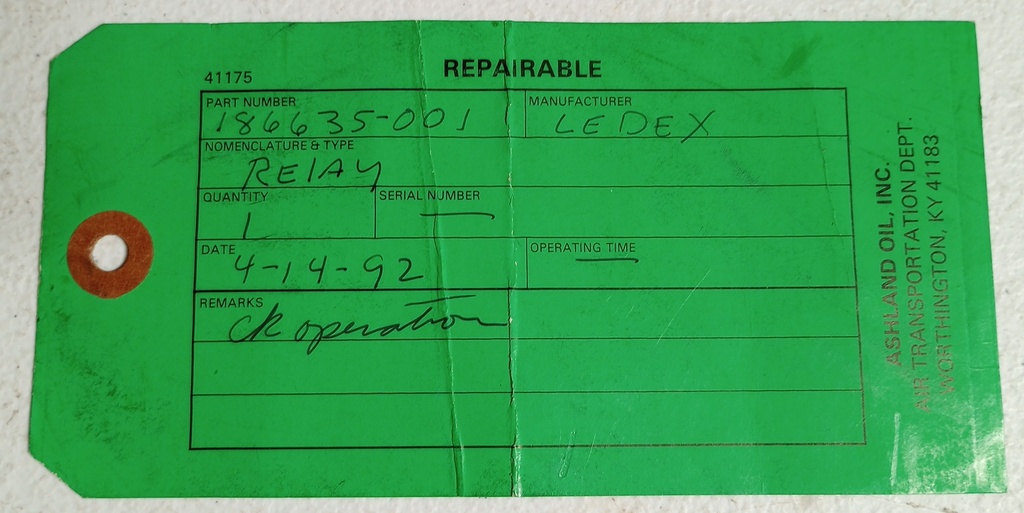 REPAIRABLE
41175
PART NUMBER
186635-001
MANUFACTURER
LEDEX
NOMENCLATURE & TYPE
RElAY
QUANTITY
1
SERIAL NUMBER
DATE
4-14-92
OPERATING TIME
REMARKS
ck operation
ASHLAND OIL, INC.
AIR TRANSPORTATION DEPT.
WORTHINGTON, KY 41183